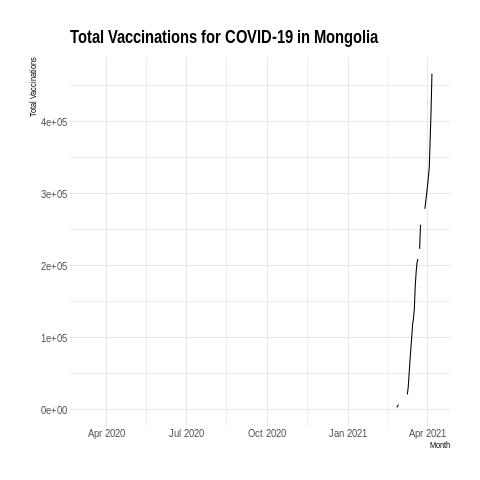 Total Vaccinations for COVID-19 in Mongolia
Total Vaccinations
4e+05
3e+05
2e+05
1e+05
0e+00
Apr 2020 Jul 2020 Oct 2020 Jan 2021 Apr 2021
Month